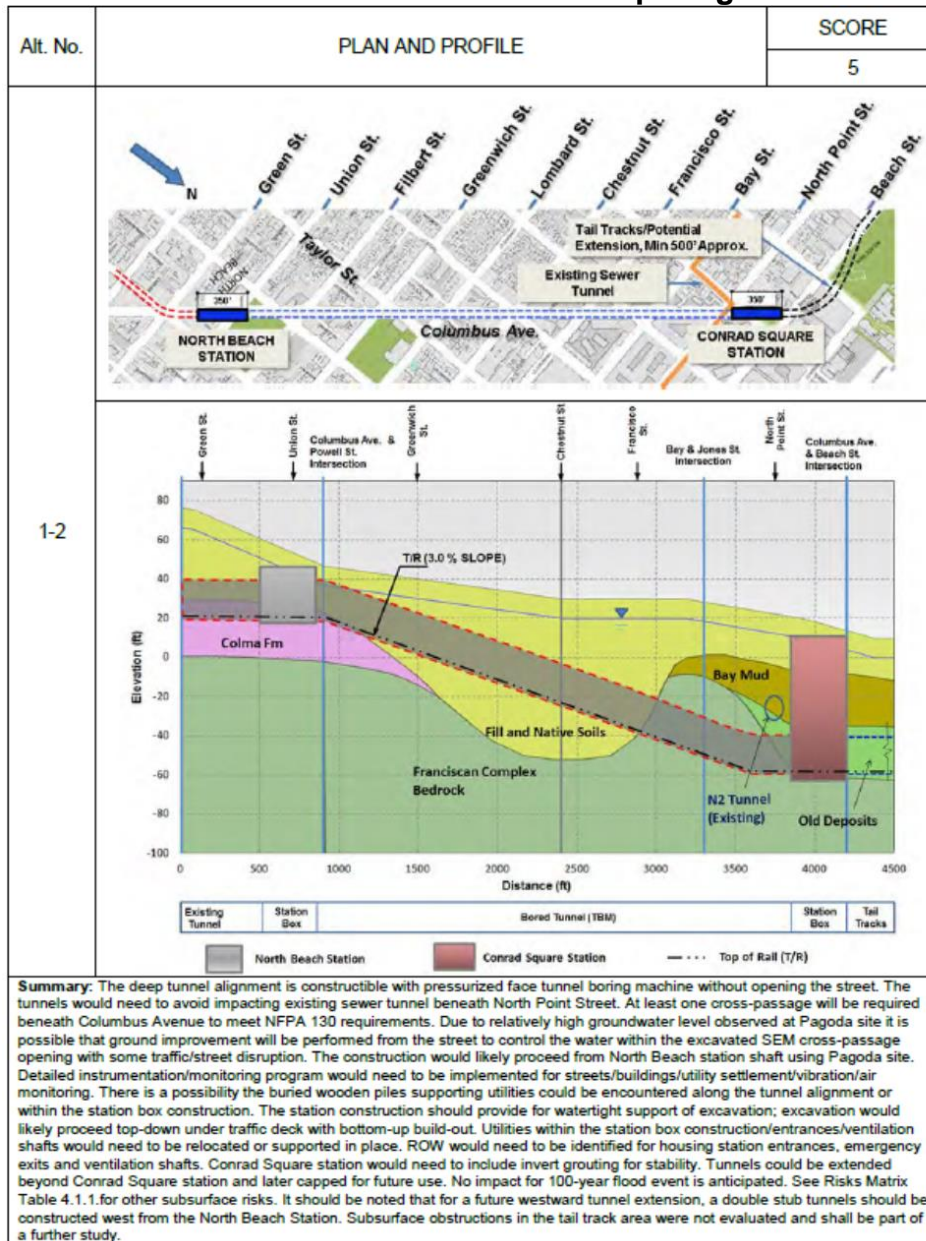 Alt. No.
PLAN AND PROFILE
SCORE
5
1-2
N
Green St.
Union St.
Filbert St.
Greenwich St.
Lombard St.
Chestnut St.
Francisco St.
Bay St.
North Point St.
Beach St.
Taylor St.
NORTH BEACH
Tail Tracks/Potential
Extension, Min 500' Approx.
Existing Sewer
Tunnel
350'
350'
Columbus Ave.
NORTH BEACH
STATION
CONRAD SQUARE
STATION
Green St.
Union St.
Columbus Ave. &
Powell St.
Intersection
Greenwich
St.
Chestnut St
Francisco
St.
Bay & Jones St.
Intersection
North
Point St.
Columbus Ave.
& Beach St.
Intersection
80
60
40
20
0
-20
-40
-60
-80
-100
Elevation (ft)
T/R (3.0 % SLOPE)
Colma Fm
Bay Mud
Fill and Native Soils
Franciscan Complex
Bedrock
N2 Tunnel
(Existing)
Old Deposits
0 500 1000 1500 2000 2500 3000 3500 4000 4500
Distance (ft)
Existing
Tunnel
Station
Box
Bored Tunnel (TBM)
Station
Box
Tail
Tracks
North Beach Station
Conrad Square Station
Top of Rail (T/R)
Summary: The deep tunnel alignment is constructible with pressurized face tunnel boring machine without opening the street. The
tunnels would need to avoid impacting existing sewer tunnel beneath North Point Street. At least one cross-passage will be required
beneath Columbus Avenue to meet NFPA 130 requirements. Due to relatively high groundwater level observed at Pagoda site it is
possible that ground improvement will be performed from the street to control the water within the excavated SEM cross-passage
opening with some traffic/street disruption. The construction would likely proceed from North Beach station shaft using Pagoda site.
Detailed instrumentation/monitoring program would need to be implemented for streets/buildings/utility settlement/vibration/air
monitoring. There is a possibility the buried wooden piles supporting utilities could be encountered along the tunnel alignment or
within the station box construction. The station construction should provide for watertight support of excavation; excavation would
likely proceed top-down under traffic deck with bottom-up build-out. Utilities within the station box construction/entrances/ventilation
shafts would need to be relocated or supported in place. ROW would need to be identified for housing station entrances, emergency
exits and ventilation shafts. Conrad Square station would need to include invert grouting for stability. Tunnels could be extended
beyond Conrad Square station and later capped for future use. No impact for 100-year flood event is anticipated. See Risks Matrix
Table 4.1.1.for other subsurface risks. It should be noted that for a future westward tunnel extension, a double stub tunnels should be
constructed west from the North Beach Station. Subsurface obstructions in the tail track area were not evaluated and shall be part of
a further study.